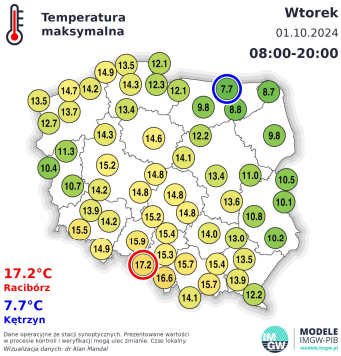 Temperatura
maksymalna
Wtorek
01.10.2024
08:00-20:00
14.9 13.5 12.1
13.5 14.7 14.2 14.3 12.3 12.1 7.7 8.7
12.7 13.7 13.4 9.8 8.8
14.3 14.6 12.2 9.8
11.3
10.4 15.2 14.1
10.7 14.2 14.8 14.8 13.4 11.0 10.5
13.9 14.2 15.2 14.8 13.6 10.8 10.1
15.5 14.9 15.9 15.4 14.0 13.0 10.2
17.2 15.3 15.7 15.4 13.5
16.6 14.1 15.7 13.9 12.2
17.2°C
Racibórz
7.7°C
Kętrzyn
Dane operacyjne ze stacji synoptycznych. Prezentowane wartości
w procesie kontroli i weryfikacji mogą ulec zmianie. Czas lokalny.
Wizualizacja danych: dr Alan Mandal
IM
GW
MODELE
IMGW-PIB